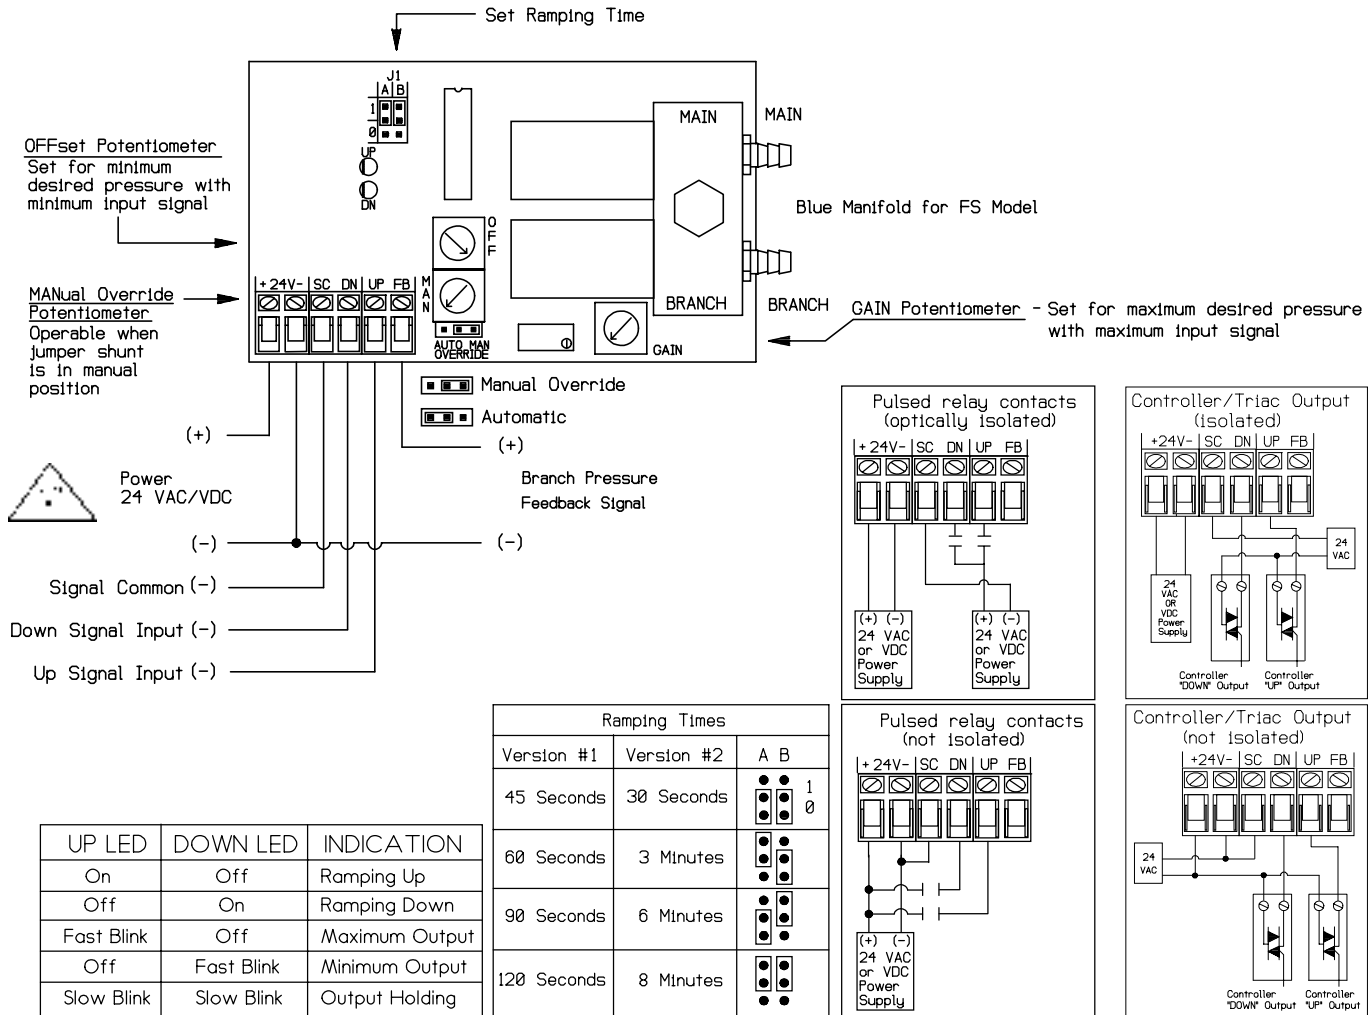 Set Ramping Time
J1
A B
1
0
UP
DN
OFFset Potentiometer
Set for minimum
desired pressure with
minimum input signal
MANual Override
Potentiometer
Operable when
jumper shunt
is in manual
position
+ 24V- SC DN UP FB
OFF
MAN
AUTO MAN
OVERRIDE
GAIN
MAIN
BRANCH
MAIN
Blue Manifold for FS Model
BRANCH
GAIN Potentiometer - Set for maximum desired pressure
with maximum input signal
Manual Override
Automatic
(+)
Power
24 VAC/VDC
(-)
Signal Common (-)
Down Signal Input (-)
Up Signal Input (-)
(+)
Branch Pressure
Feedback Signal
(-)
Pulsed relay contacts
(optically isolated)
+ 24V- SC DN UP FB
(+) (-)
24 VAC
or VDC
Power
Supply
(+) (-)
24 VAC
or VDC
Power
Supply
Controller/Triac Output
(isolated)
+24V- SC DN UP FB
24
VAC
24
VAC
OR
VDC
Power
Supply
Controller
"DOWN" Output
Controller
"UP" Output
UP LED DOWN LED INDICATION
On Off Ramping Up
Off On Ramping Down
Fast Blink Off Maximum Output
Off Fast Blink Minimum Output
Slow Blink Slow Blink Output Holding
Ramping Times
Version #1 Version #2 A B
45 Seconds 30 Seconds 1
0
60 Seconds 3 Minutes
90 Seconds 6 Minutes
120 Seconds 8 Minutes
Pulsed relay contacts
(not isolated)
+ 24V- SC DN UP FB
(+) (-)
24 VAC
or VDC
Power
Supply
Controller/Triac Output
(not isolated)
+24V- SC DN UP FB
24
VAC
Controller
"DOWN" Output
Controller
"UP" Output